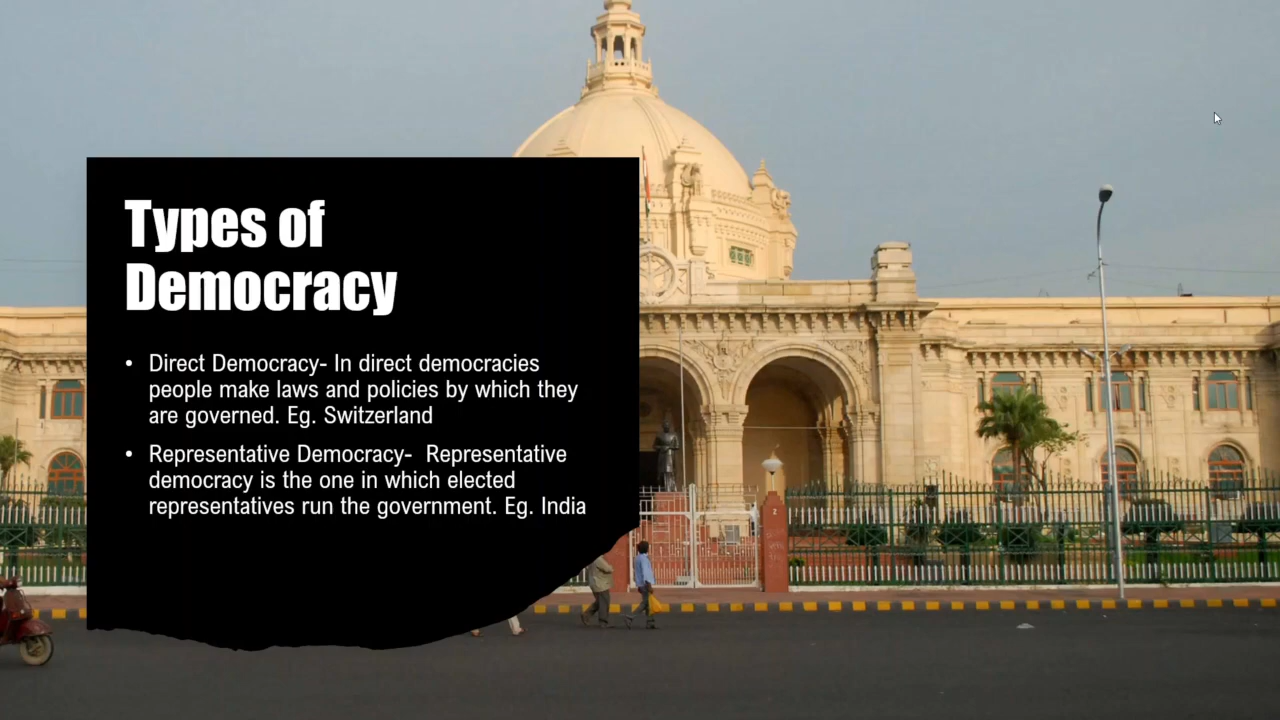 Types of
Democracy
• Direct Democracy- In direct democracies
people make laws and policies by which they
are governed. Eg. Switzerland
• Representative Democracy-  Representative
democracy is the one in which elected
representatives run the government. Eg. India
2